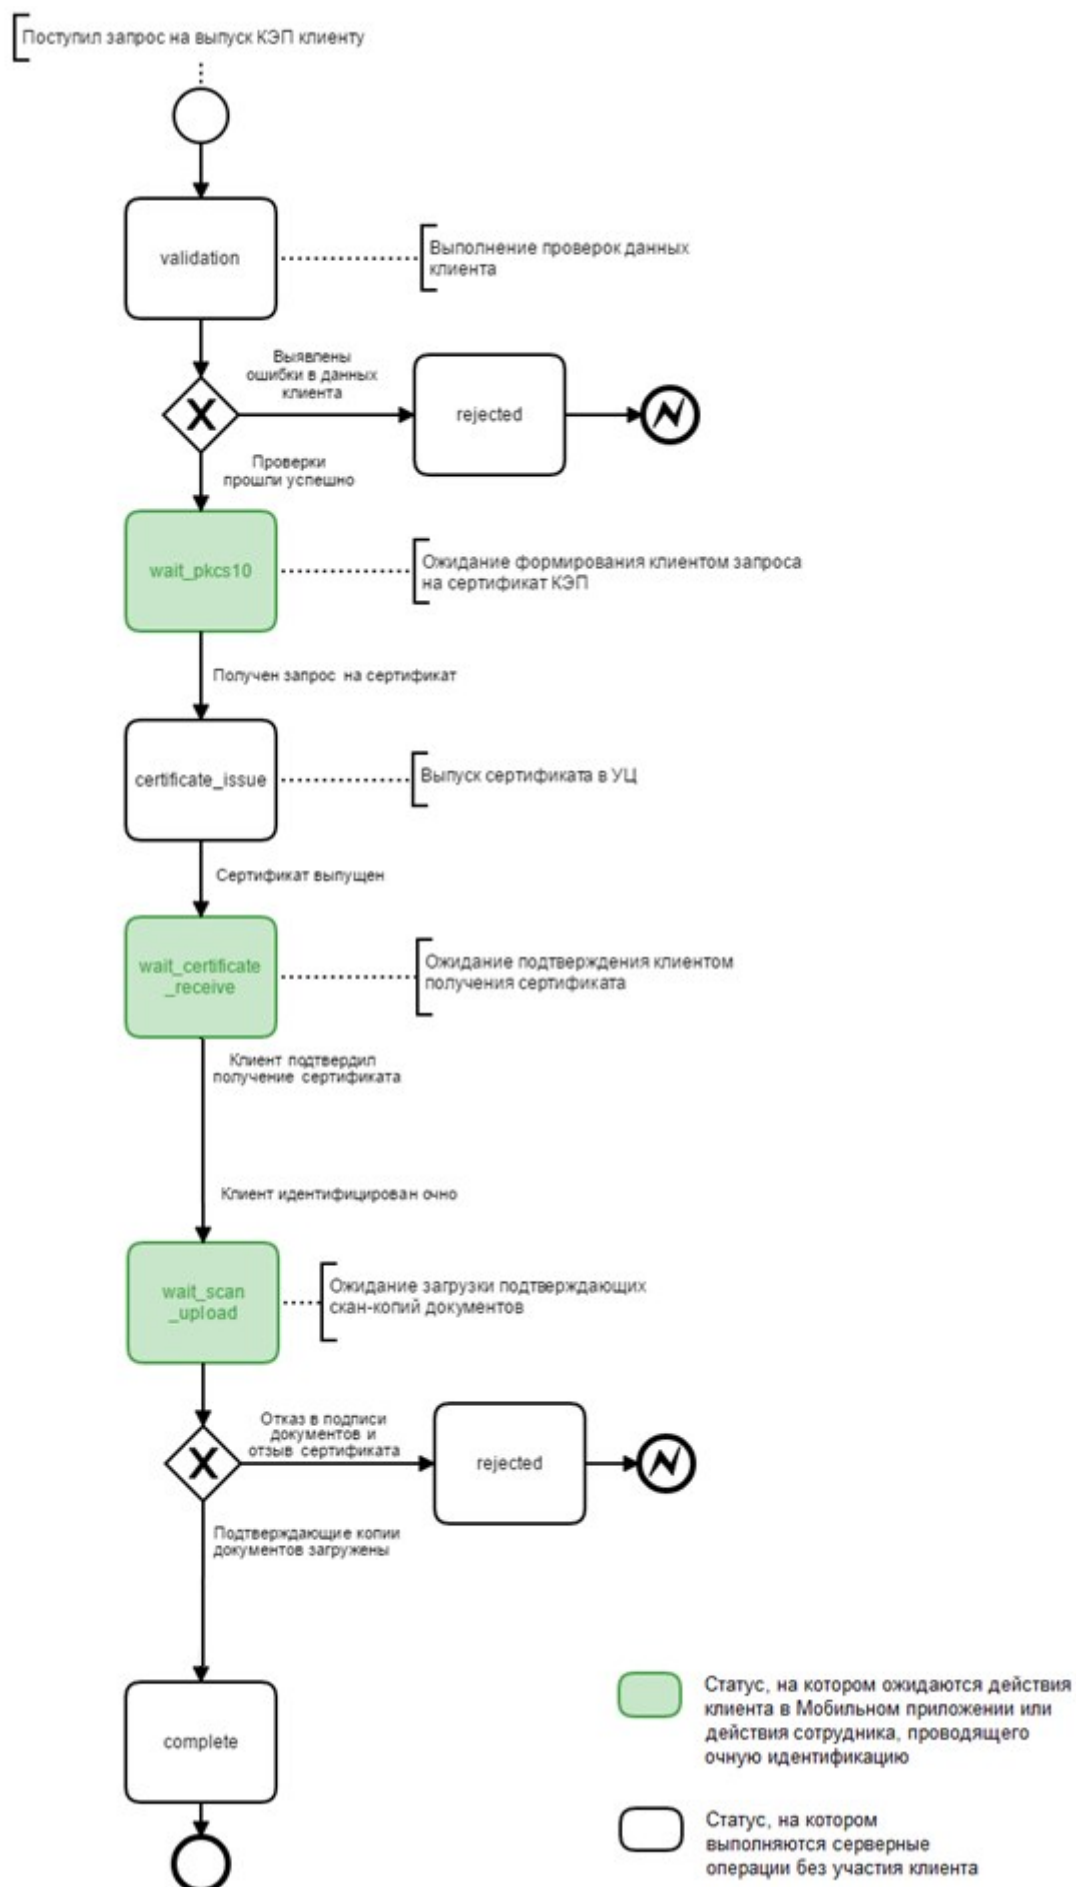 Поступил запрос на выпуск КЭП клиенту
validation
Выполнение проверок данных
клиента
Выявлены
ошибки в данных
клиента
X
rejected
Проверки
прошли успешно
wait_pkcs10
Ожидание формирования клиентом запроса
на сертификат КЭП
Получен запрос на сертификат
certificate_issue
Выпуск сертификата в УЦ
Сертификат выпущен
wait_certificate
_receive
Ожидание подтверждения клиентом
получения сертификата
Клиент подтвердил
получение сертификата
Клиент идентифицирован очно
wait_scan
_upload
Ожидание загрузки подтверждающих
скан-копий документов
Отказ в подписи
документов и
отзыв сертификата
X
rejected
Подтверждающие копии
документов загружены
complete
Статус, на котором ожидаются действия
клиента в Мобильном приложении или
действия сотрудника, проводящего
очную идентификацию
Статус, на котором
выполняются серверные
операции без участия клиента